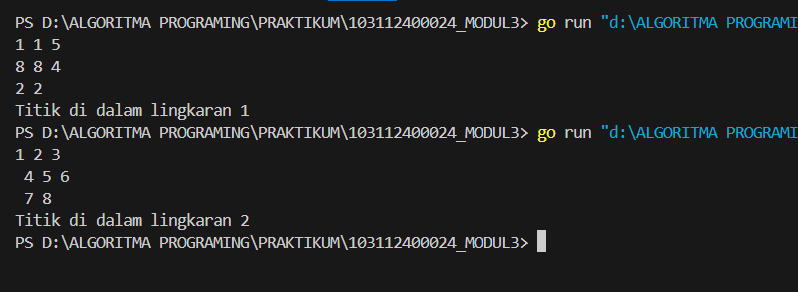 PS D:\ALGORITMA PROGRAMING\PRAKTIKUM\103112400024_MODUL3> go run "d:\ALGORITMA PROGRAMI
1 1 5
8 8 4
2 2
Titik di dalam lingkaran 1
PS D:\ALGORITMA PROGRAMING\PRAKTIKUM\103112400024_MODUL3> go run "d:\ALGORITMA PROGRAMI
1 2 3
4 5 6
7 8
Titik di dalam lingkaran 2
PS D:\ALGORITMA PROGRAMING\PRAKTIKUM\103112400024_MODUL3>